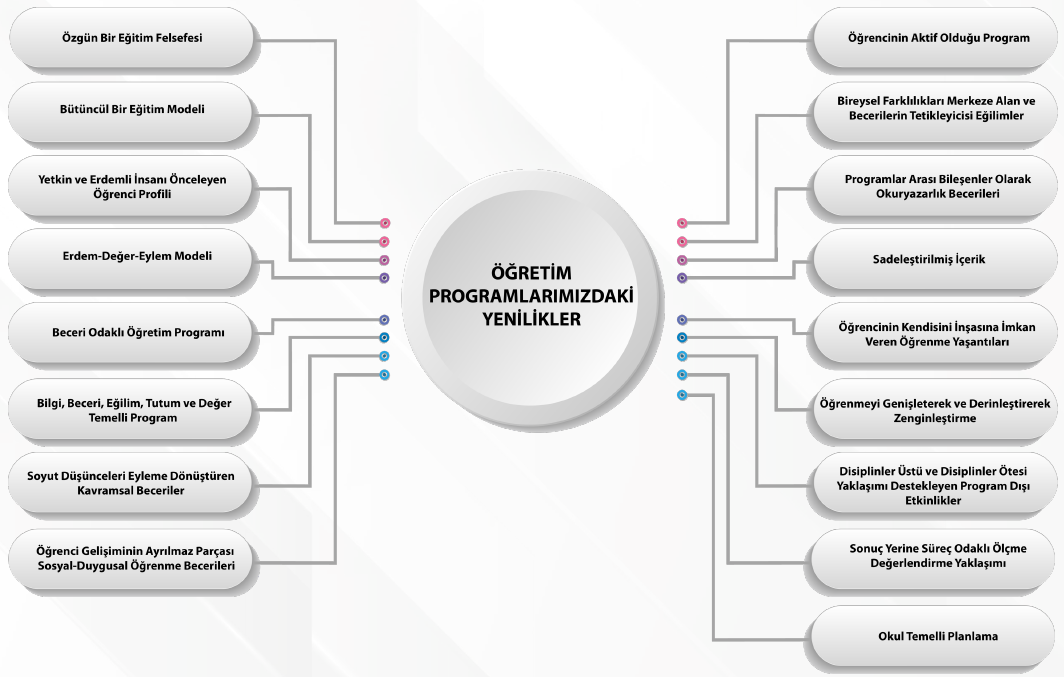 Özgün Bir Eğitim Felsefesi
Bütüncül Bir Eğitim Modeli
Yetkin ve Erdemli İnsanı Önceleyen
Öğrenci Profili
Erdem-Değer-Eylem Modeli
Beceri Odaklı Öğretim Programı
Bilgi, Beceri, Eğilim, Tutum ve Değer
Temelli Program
Soyut Düşünceleri Eyleme Dönüştüren
Kavramsal Beceriler
Öğrenci Gelişiminin Ayrılmaz Parçası
Sosyal-Duygusal Öğrenme Becerileri
ÖĞRETİM
PROGRAMLARIMIZDAKİ
YENİLİKLER
Öğrencinin Aktif Olduğu Program
Bireysel Farklılıkları Merkeze Alan ve
Becerilerin Tetikleyicisi Eğilimler
Programlar Arası Bileşenler Olarak
Okuryazarlık Becerileri
Sadeleştirilmiş İçerik
Öğrencinin Kendisini İnşasına İmkan
Veren Öğrenme Yaşantıları
Öğrenmeyi Genişleterek ve Derinleştirerek
Zenginleştirme
Disiplinler Üstü ve Disiplinler Ötesi
Yaklaşımı Destekleyen Program Dışı
Etkinlikler
Sonuç Yerine Süreç Odaklı Ölçme
Değerlendirme Yaklaşımı
Okul Temelli Planlama